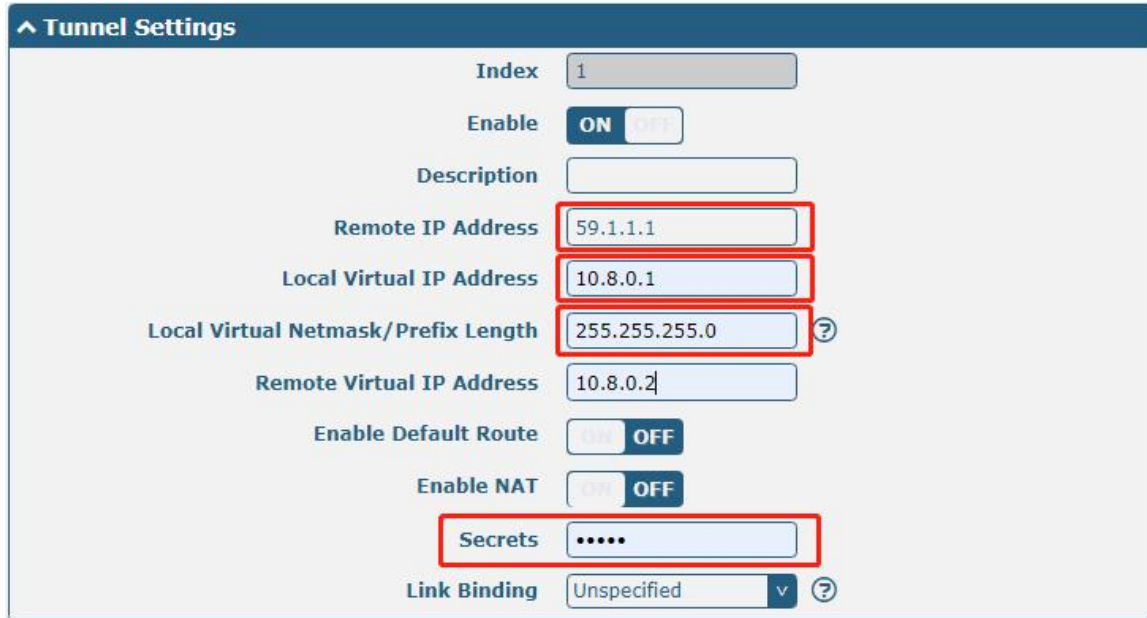 Tunnel Settings
Index 1
Enable ON OFF
Description
Remote IP Address 59.1.1.1
Local Virtual IP Address 10.8.0.1
Local Virtual Netmask/Prefix Length 255.255.255.0 ?
Remote Virtual IP Address 10.8.0.2
Enable Default Route ON OFF
Enable NAT ON OFF
Secrets •••••
Link Binding Unspecified v ?